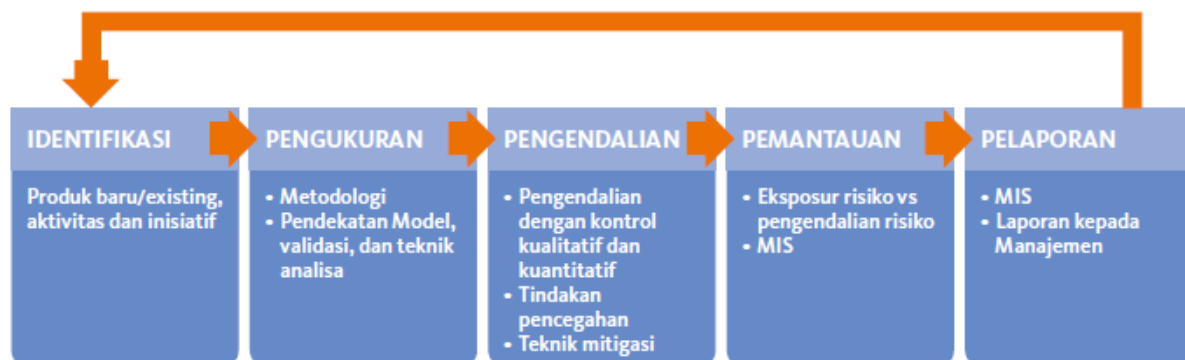 IDENTIFIKASI
Produk baru/existing,
aktivitas dan inisiatif
PENGUKURAN
• Metodologi
• Pendekatan Model,
validasi, dan teknik
analisa
PENGENDALIAN
• Pengendalian
dengan kontrol
kualitatif dan
kuantitatif
• Tindakan
pencegahan
• Teknik mitigasi
PEMANTAUAN
• Eksposur risiko vs
pengendalian risiko
• MIS
PELAPORAN
• MIS
• Laporan kepada
Manajemen